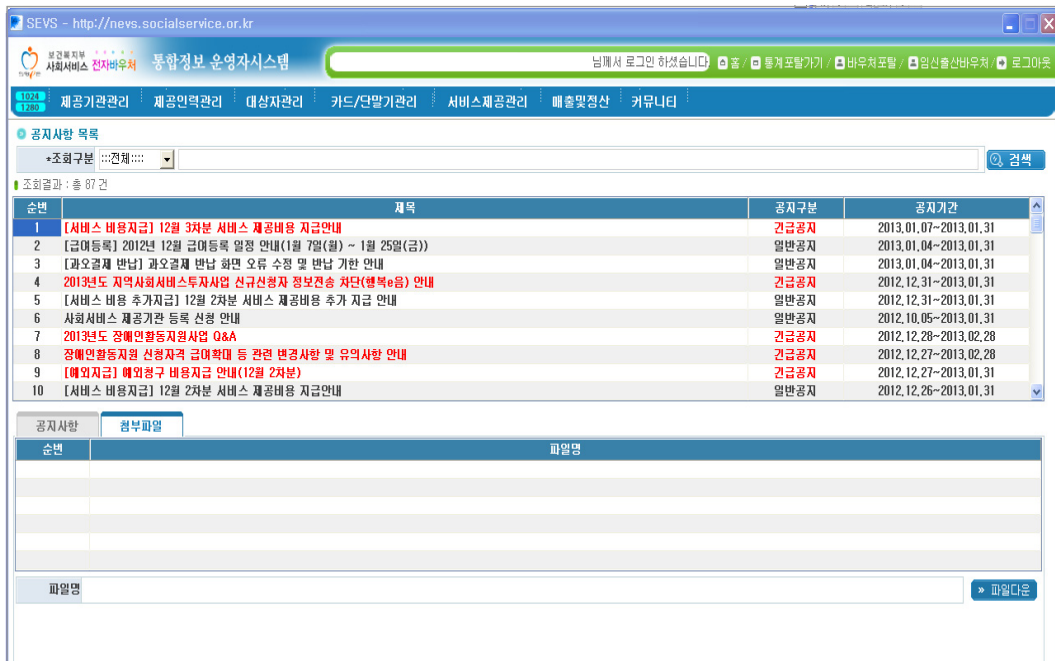 SEVS - http://nevs.socialservice.or.kr
보건복지부
사회서비스 전자바우처 통합정보 운영자시스템
님께서 로그인 하셨습니다. 홈 / 통계포탈가기 / 바우처포탈 / 임신출산바우처 / 로그아웃
1024
1280
제공기관관리 제공인력관리 대상자관리 카드/단말기관리 서비스제공관리 매출및정산 커뮤니티
공지사항 목록
*조회구분 :::전체:::: 검색
조회결과 : 총 87 건
순번 제목 공지구분 공지기간
1 [서비스 비용지급] 12월 3차분 서비스 제공비용 지급안내 긴급공지 2013.01.07~2013.01.31
2 [급여등록] 2012년 12월 급여등록 일정 안내(1월 7일(월) ~ 1월 25일(금)) 일반공지 2013.01.04~2013.01.31
3 [과오결제 반납] 과오결제 반납 화면 오류 수정 및 반납 기한 안내 일반공지 2013.01.04~2013.01.31
4 2013년도 지역사회서비스투자사업 신규신청자 정보전송 차단(행복e음) 안내 긴급공지 2012.12.31~2013.01.31
5 [서비스 비용 추가지급] 12월 2차분 서비스 제공비용 추가 지급 안내 일반공지 2012.12.31~2013.01.31
6 사회서비스 제공기관 등록 신청 안내 일반공지 2012.10.05~2013.01.31
7 2013년도 장애인활동지원사업 Q&A 긴급공지 2012.12.28~2013.02.28
8 장애인활동지원 신청자격 급여확대 등 관련 변경사항 및 유의사항 안내 긴급공지 2012.12.27~2013.02.28
9 [예외지급] 예외청구 비용지급 안내(12월 2차분) 긴급공지 2012.12.27~2013.01.31
10 [서비스 비용지급] 12월 2차분 서비스 제공비용 지급안내 일반공지 2012.12.26~2013.01.31
공지사항 첨부파일
순번 파일명
파일명 » 파일다운